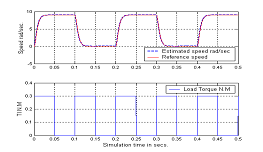 10
5
0
Speed rad/sec
Estimated speed rad/sec
Reference speed
0 0.05 0.1 0.15 0.2 0.25 0.3 0.35 0.4 0.45 0.5
0.4
0.3
0.2
0.1
0
Tl N.M
Load Torque N.M
0 0.05 0.1 0.15 0.2 0.25 0.3 0.35 0.4 0.45 0.5
Simulation time in secs.